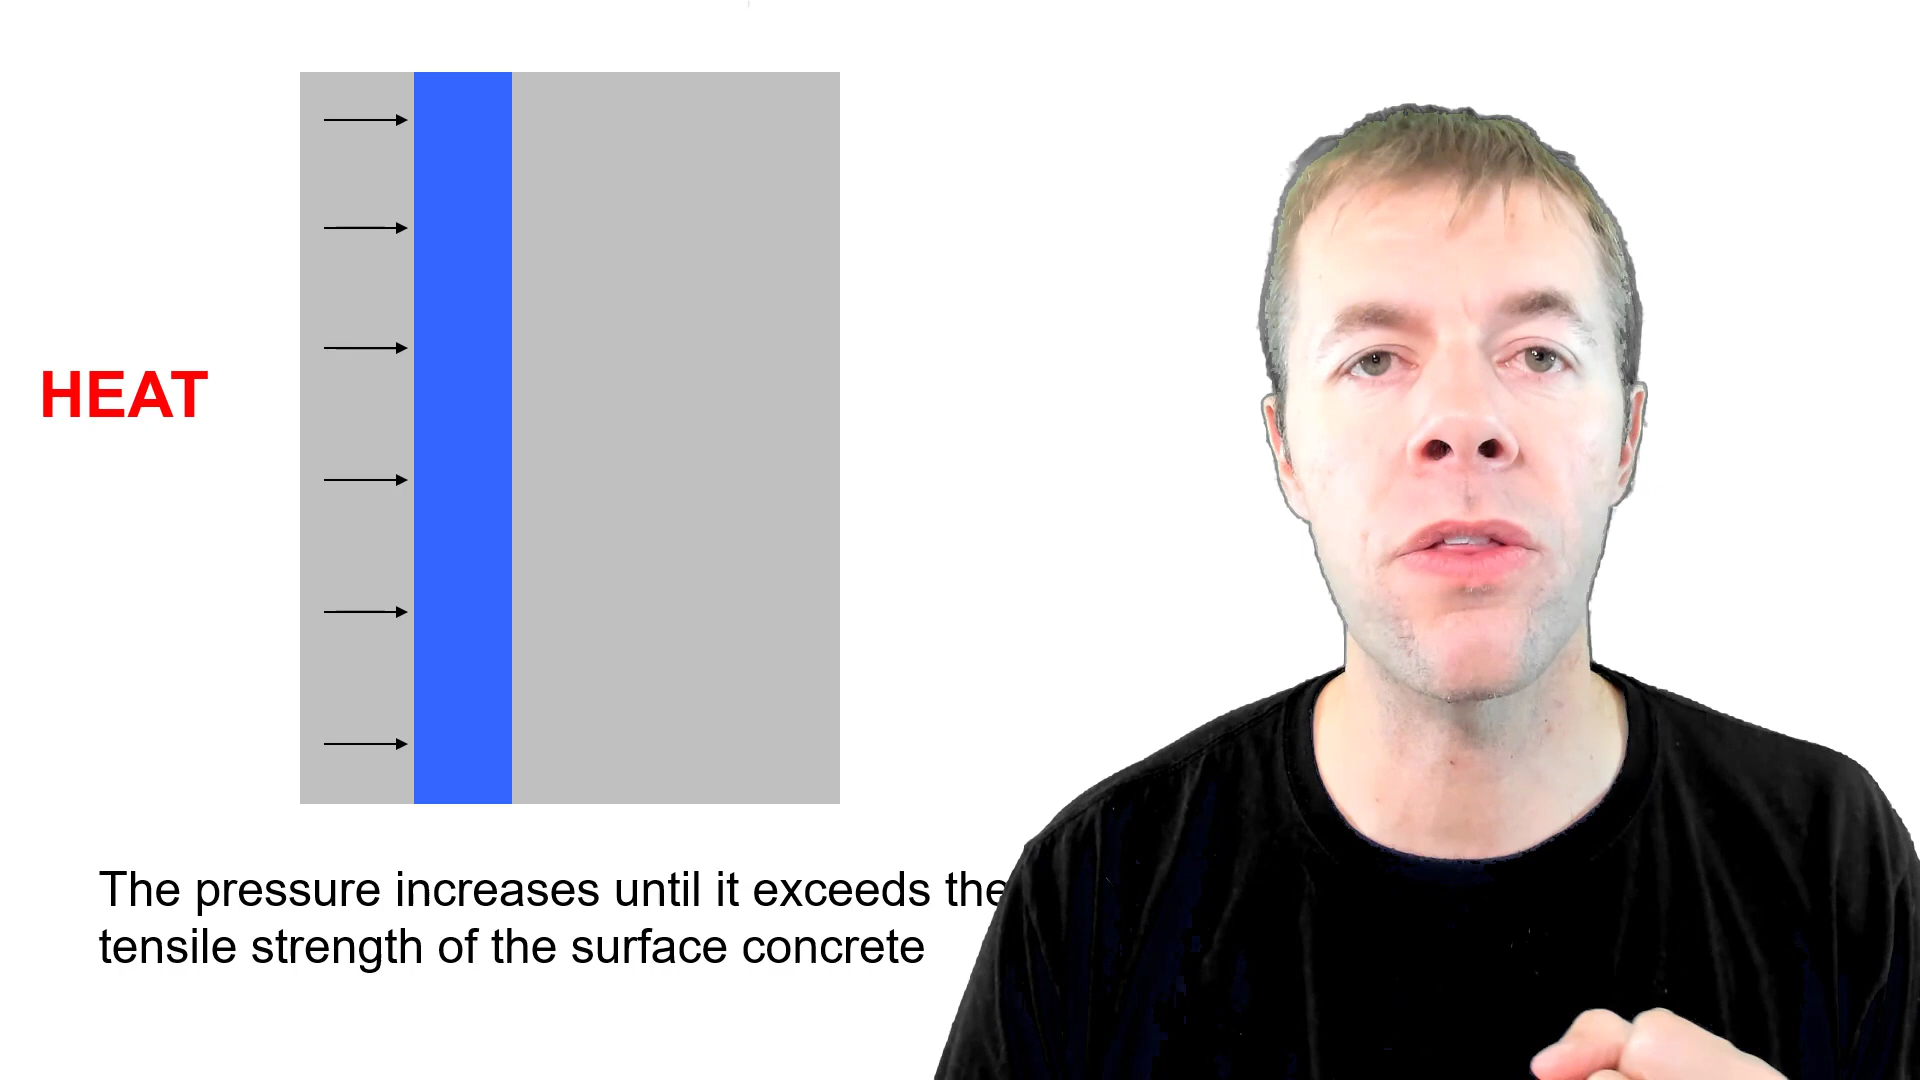 HEAT
The pressure increases until it exceeds the
tensile strength of the surface concrete